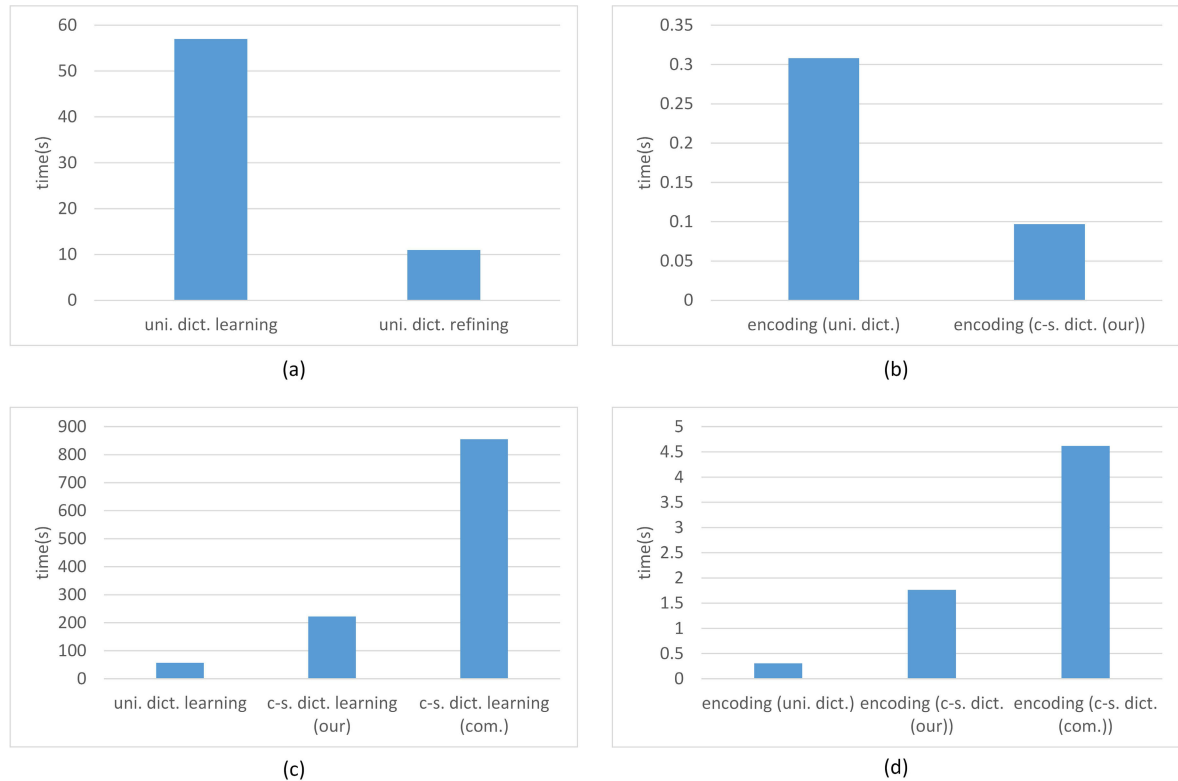 60
50
40
30
20
10
0
time(s)
uni. dict. learning
uni. dict. refining
(a)
0.35
0.3
0.25
0.2
0.15
0.1
0.05
0
time(s)
encoding (uni. dict.)
encoding (c-s. dict. (our))
(b)
900
800
700
600
500
400
300
200
100
0
time(s)
uni. dict. learning
c-s. dict. learning
(our)
c-s. dict. learning
(com.)
(c)
5
4.5
4
3.5
3
2.5
2
1.5
1
0.5
0
time(s)
encoding (uni. dict.)
encoding (c-s. dict.
(our))
encoding (c-s. dict.
(com.))
(d)